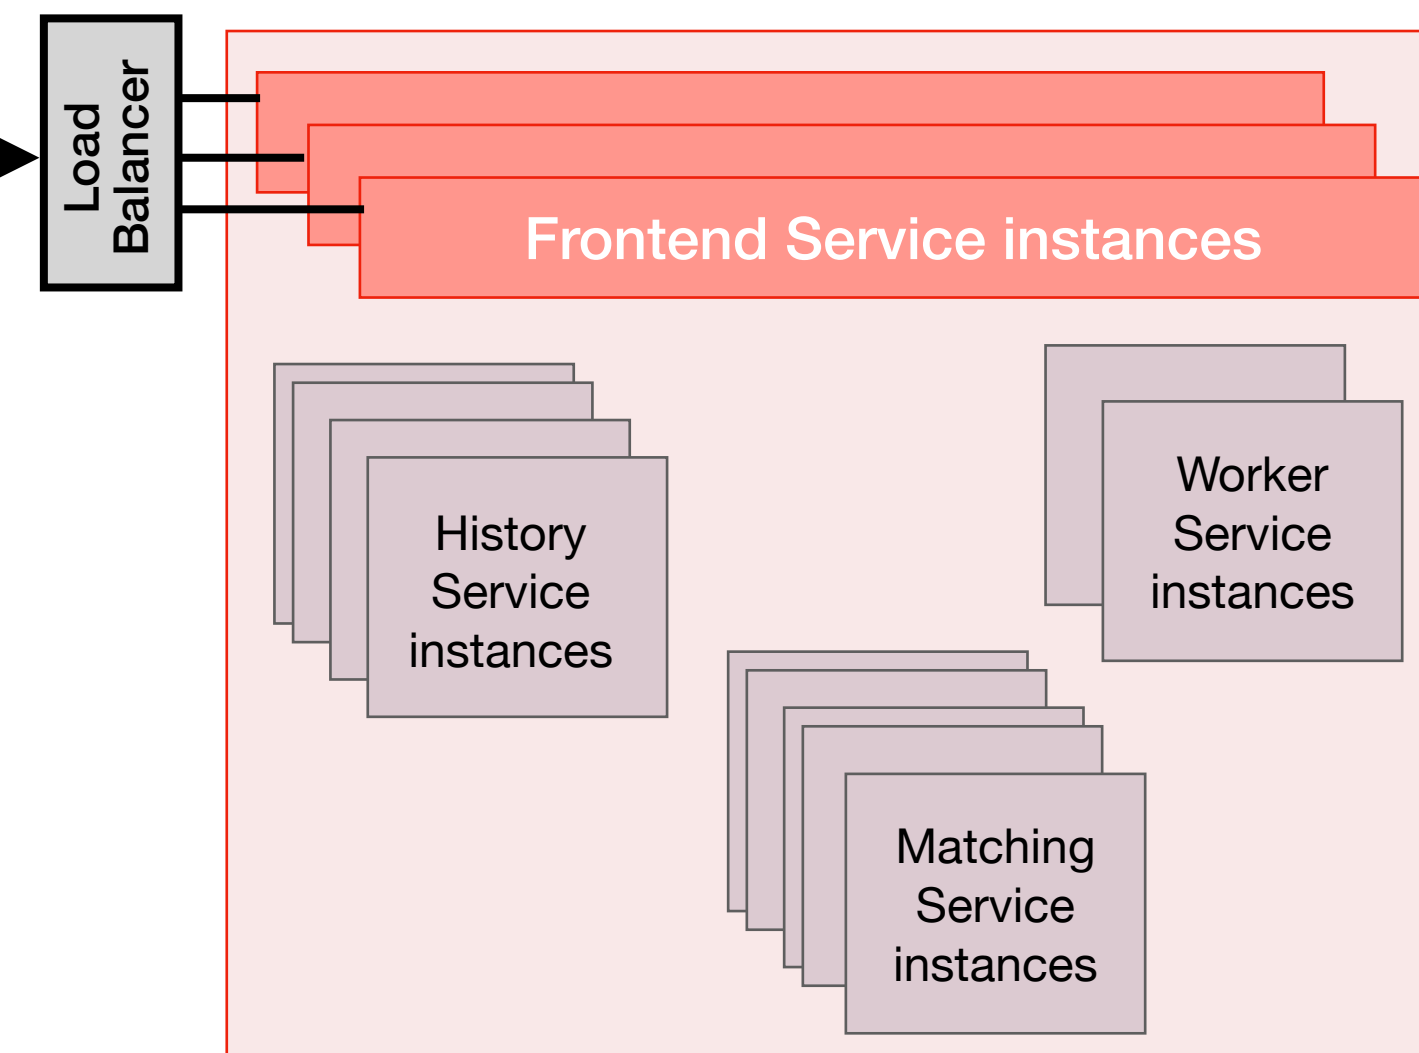 Load
Balancer
Frontend Service instances
History
Service
instances
Worker
Service
instances
Matching
Service
instances